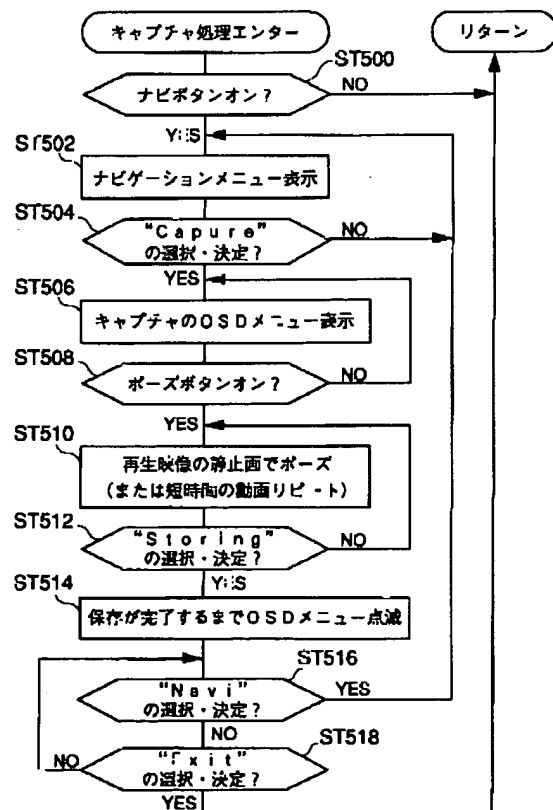 キャプチャ処理エンター
リターン
ST500
ナビボタンオン?
NO
YES
ST502
ナビゲーションメニュー表示
ST504
“Capure”
の選択・決定?
NO
YES
ST506
キャプチャのOSDメニュー表示
ST508
ポーズボタンオン?
NO
YES
ST510
再生映像の静止画でポーズ
(または短時間の動画リピート)
ST512
“Storing”
の選択・決定?
NO
YES
ST514
保存が完了するまでOSDメニュー点滅
ST516
“Navi”
の選択・決定?
YES
NO
ST518
“Exit”
の選択・決定?
NO
YES